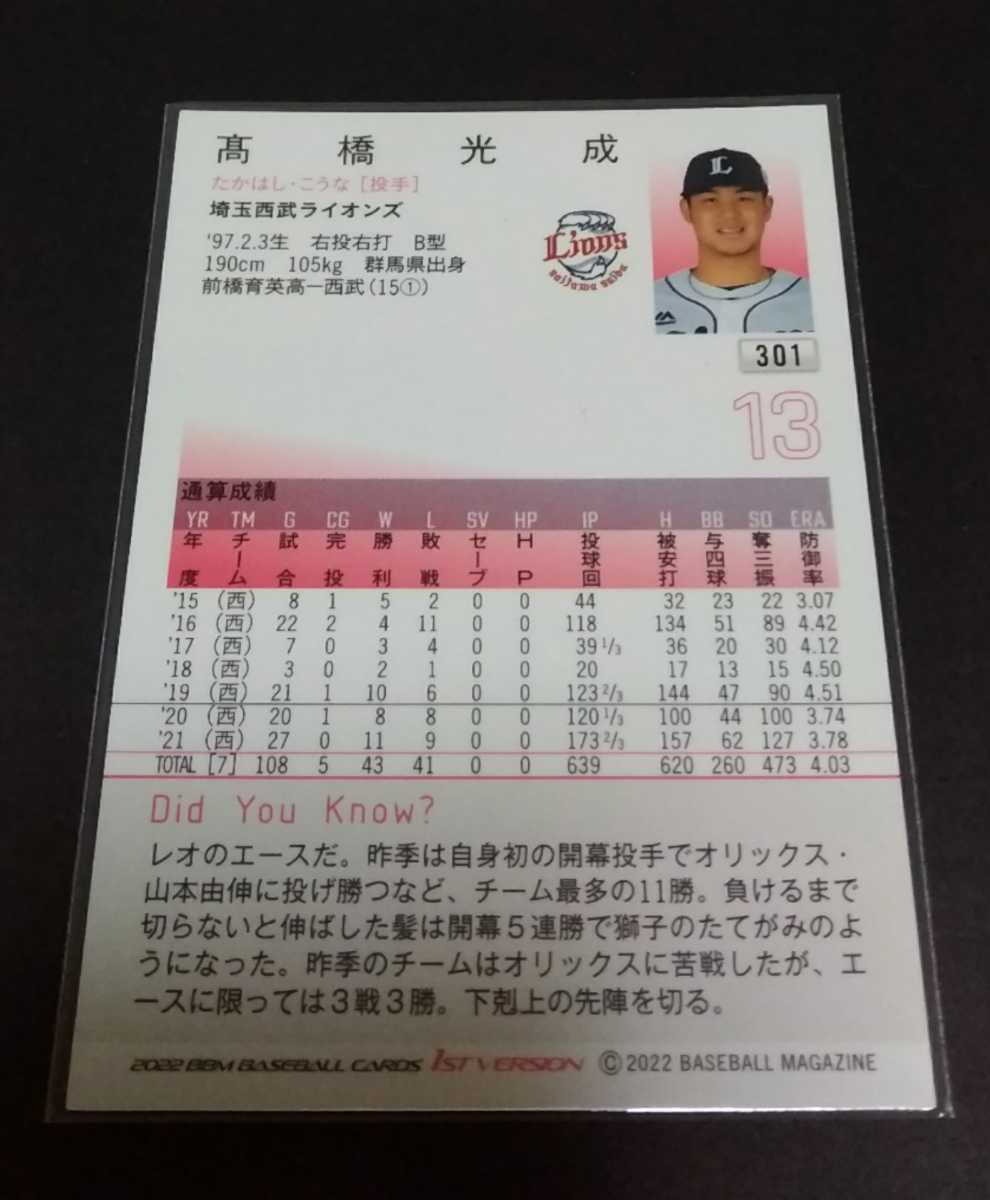 髙橋光成
たかはし・こうな［投手］
埼玉西武ライオンズ
'97.2.3生　右投右打　B型
190cm　105kg　群馬県出身
前橋育英高ー西武(15①)
L
Lions
301
13
通算成績
YR TM G CG W L SV HP IP H BB SO ERA
年度 チーム 試合 完投 勝利 敗戦 セーブ HP 投球回 被安打 与四球 奪三振 防御率
'15 (西) 8 1 5 2 0 0 44 32 23 22 3.07
'16 (西) 22 2 4 11 0 0 118 134 51 89 4.42
'17 (西) 7 0 3 4 0 0 39 1/3 36 20 30 4.12
'18 (西) 3 0 2 1 0 0 20 17 13 15 4.50
'19 (西) 21 1 10 6 0 0 123 2/3 144 47 90 4.51
'20 (西) 20 1 8 8 0 0 120 1/3 100 44 100 3.74
'21 (西) 27 0 11 9 0 0 173 2/3 157 62 127 3.78
TOTAL [7] 108 5 43 41 0 0 639 620 260 473 4.03
Did You Know?
レオのエースだ。昨季は自身初の開幕投手でオリックス・
山本由伸に投げ勝つなど、チーム最多の11勝。負けるまで
切らないと伸ばした髪は開幕５連勝で獅子のたてがみのよ
うになった。昨季のチームはオリックスに苦戦したが、エ
ースに限っては３戦３勝。下剋上の先陣を切る。
2022 BBM BASEBALL CARDS 1ST VERSION ©2022 BASEBALL MAGAZINE